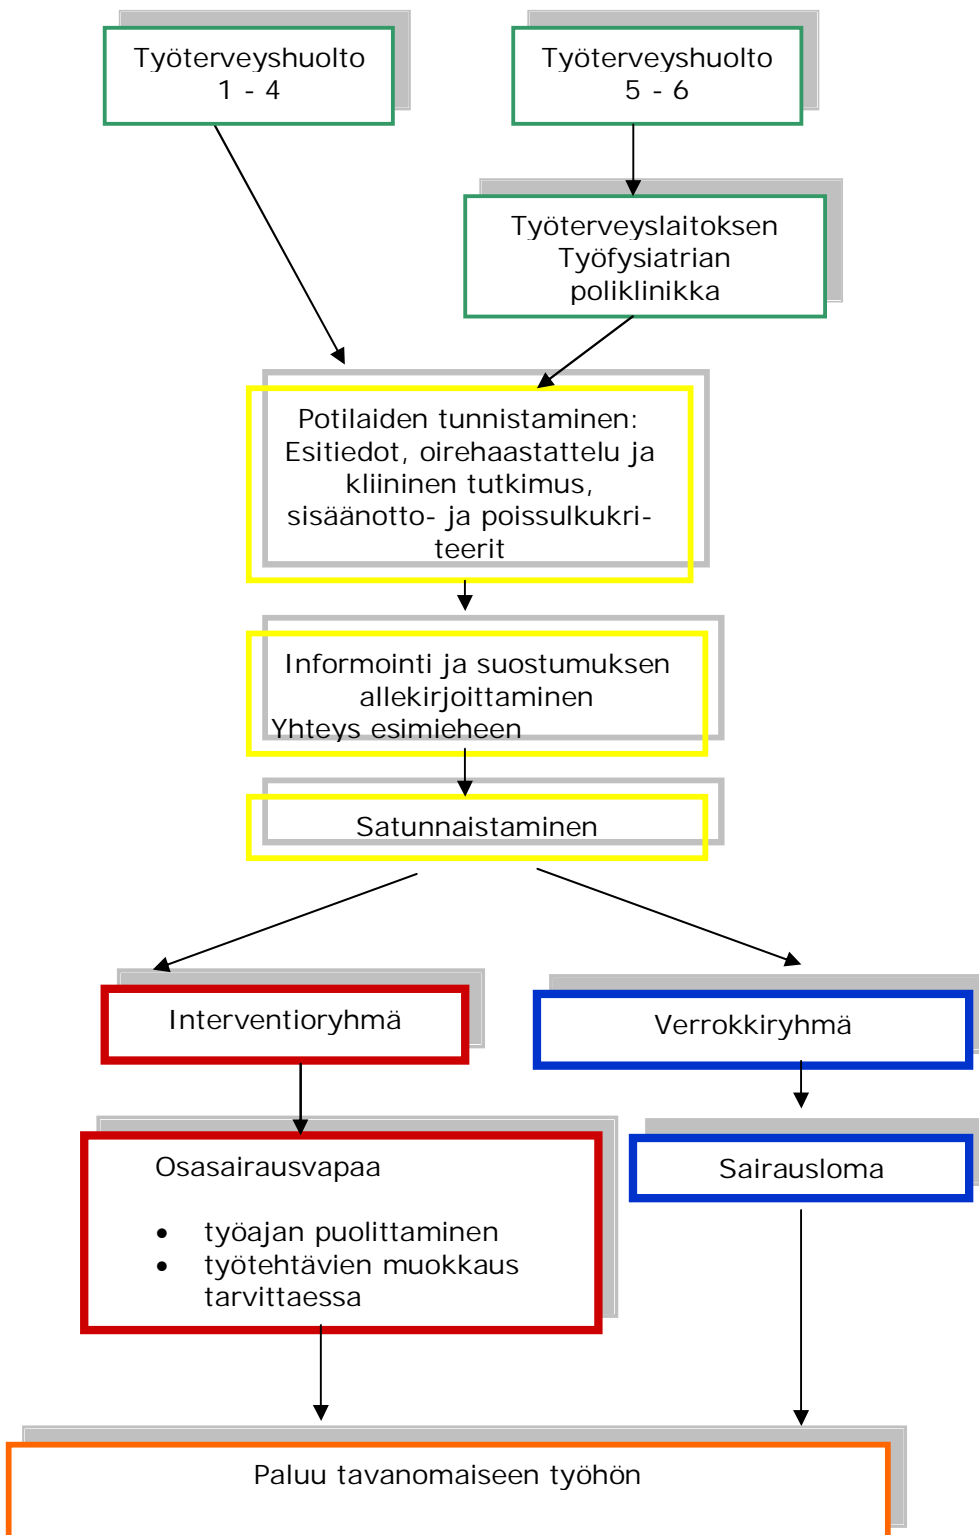 Työterveyshuolto
1 - 4
Työterveyshuolto
5 - 6
Työterveyslaitoksen
Työfysiatrian
poliklinikka
Potilaiden tunnistaminen:
Esitiedot, oirehaastattelu ja
kliininen tutkimus,
sisäänotto- ja poissulkukri-
teerit
Informointi ja suostumuksen
allekirjoittaminen
Yhteys esimieheen
Satunnaistaminen
Interventioryhmä
Verrokkiryhmä
Osasairausvapaa
• työajan puolittaminen
• työtehtävien muokkaus
tarvittaessa
Sairausloma
Paluu tavanomaiseen työhön